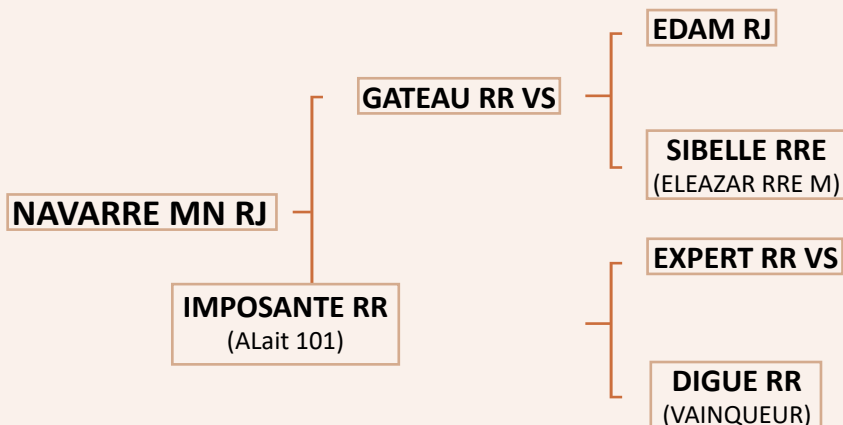 EDAM RJ
GATEAU RR VS
SIBELLE RRE
(ELEAZAR RRE M)
NAVARRE MN RJ
EXPERT RR VS
IMPOSANTE RR
(ALait 101)
DIGUE RR
(VAINQUEUR)